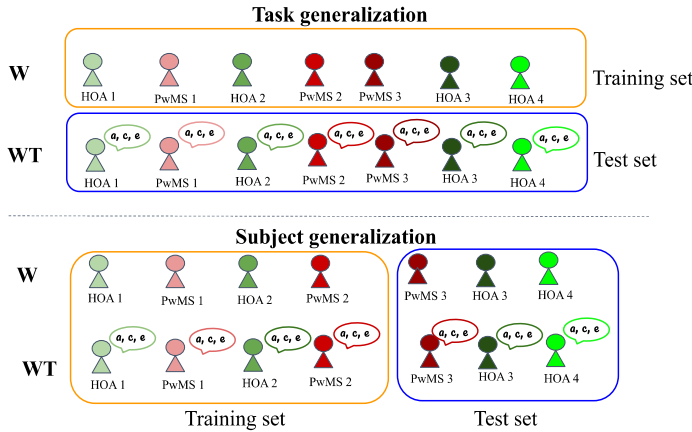 Task generalization
W
HOA 1 PwMS 1 HOA 2 PwMS 2 PwMS 3 HOA 3 HOA 4
Training set
WT
a, c, e a, c, e a, c, e a, c, e a, c, e a, c, e a, c, e
HOA 1 PwMS 1 HOA 2 PwMS 2 PwMS 3 HOA 3 HOA 4
Test set
Subject generalization
W
HOA 1 PwMS 1 HOA 2 PwMS 2 PwMS 3 HOA 3 HOA 4
WT
a, c, e a, c, e a, c, e a, c, e a, c, e a, c, e a, c, e
HOA 1 PwMS 1 HOA 2 PwMS 2 PwMS 3 HOA 3 HOA 4
Training set Test set